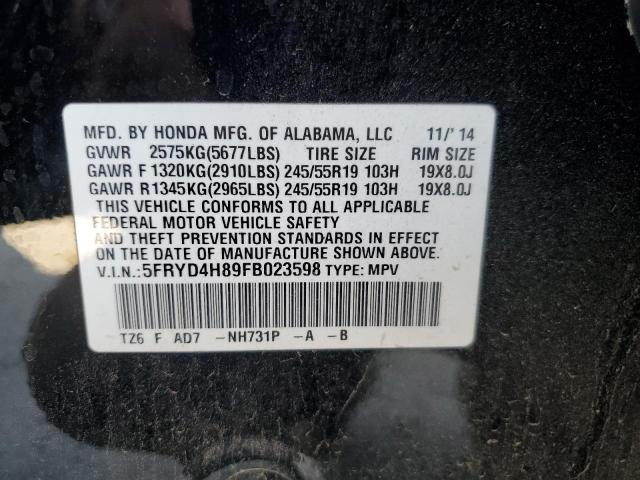 MFD. BY HONDA MFG. OF ALABAMA, LLC 11/' 14
GVWR 2575KG(5677LBS) TIRE SIZE RIM SIZE
GAWR F 1320KG(2910LBS) 245/55R19 103H 19X8.0J
GAWR R 1345KG(2965LBS) 245/55R19 103H 19X8.0J
THIS VEHICLE CONFORMS TO ALL APPLICABLE
FEDERAL MOTOR VEHICLE SAFETY
AND THEFT PREVENTION STANDARDS IN EFFECT
ON THE DATE OF MANUFACTURE SHOWN ABOVE.
V.I.N.:5FRYD4H89FB023598 TYPE: MPV
TZ6 F AD7 -NH731P -A -B